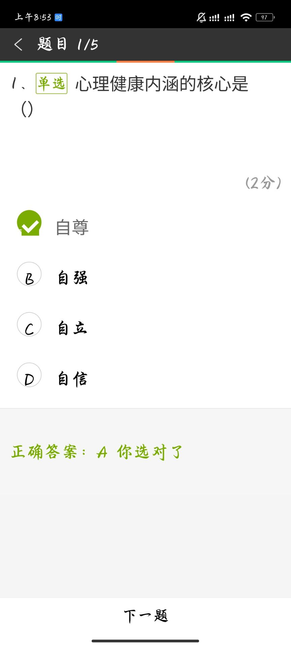 上午8:53
97
题目 1/5
1、单选 心理健康内涵的核心是
()
(2分)
自尊
B 自强
C 自立
D 自信
正确答案: A 你选对了
下一题